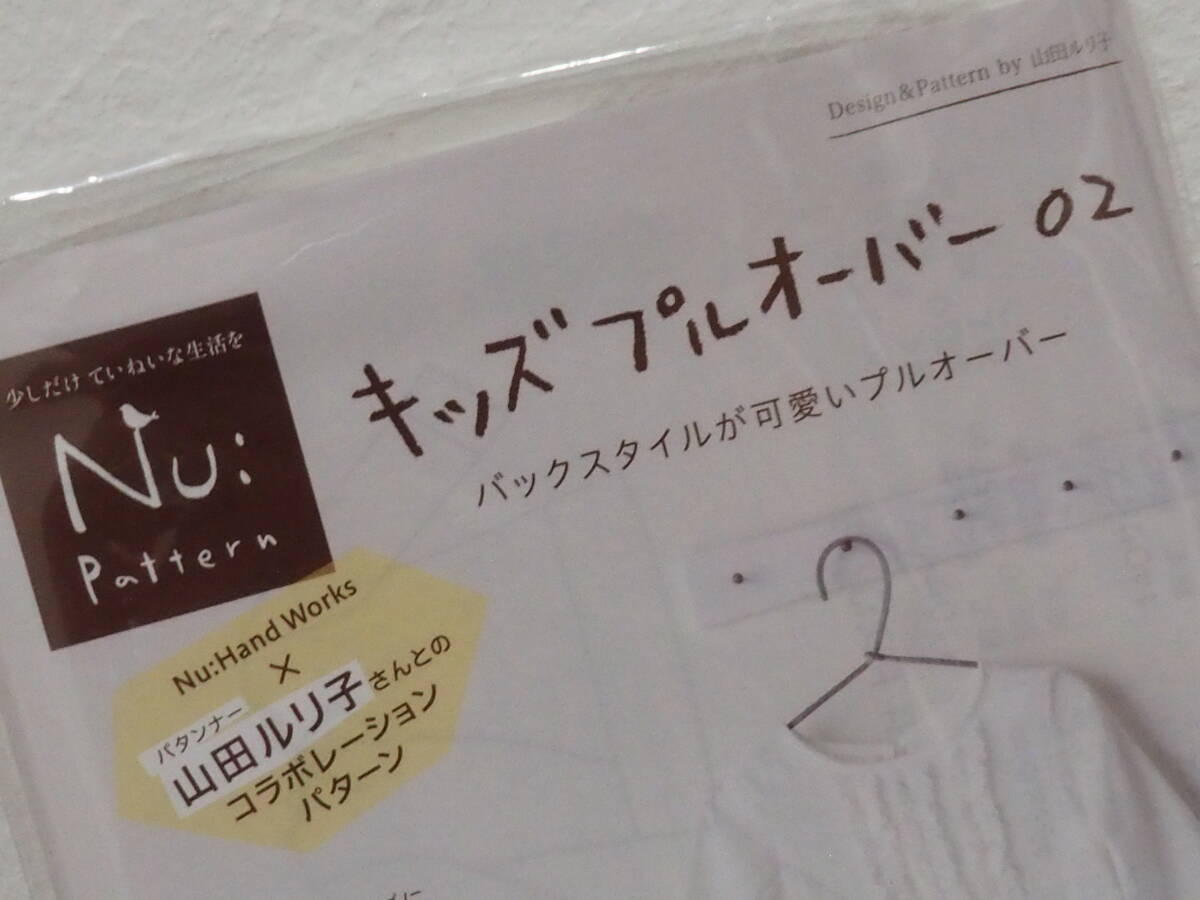 Design&Pattern by 山田ルリ子
キッズプルオーバー 02
バックスタイルが可愛いプルオーバー
少しだけ ていねいな生活を
Nu:
Pattern
Nu:Hand Works
×
パタンナー
山田ルリ子さんとの
コラボレーション
パターン